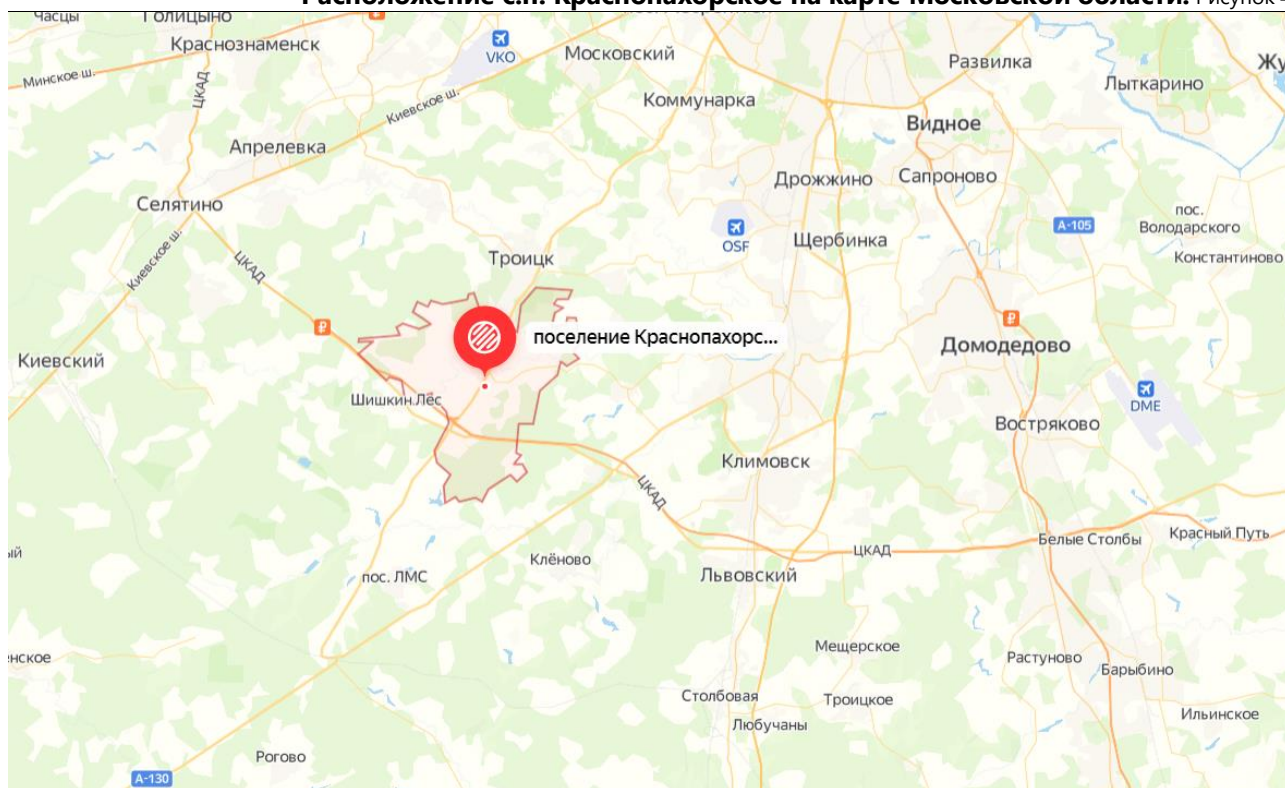 Расположение с.п. Краснопахорское на карте Московской области. Рисунок
Часцы
Голицыно
Краснознаменск
VKO
Московский
Развилка
Минское ш.
ЦКАД
Киевское ш.
Коммунарка
Лыткарино
Видное
Апрелевка
Дрожжино
Сапроново
Селятино
пос.
Володарского
А-105
OSF
Щербинка
Киевское ш.
ЦКАД
Троицк
Константиново
₽
₽
поселение Краснопахорс...
Домодедово
Киевский
DME
Шишкин Лес
Востряково
Климовск
ЦКАД
Красный Путь
Белые Столбы
ЦКАД
Клёново
Львовский
пос. ЛМС
Мещерское
Растуново
Барыбино
Столбовая
Троицкое
Любучаны
Ильинское
Рогово
А-130